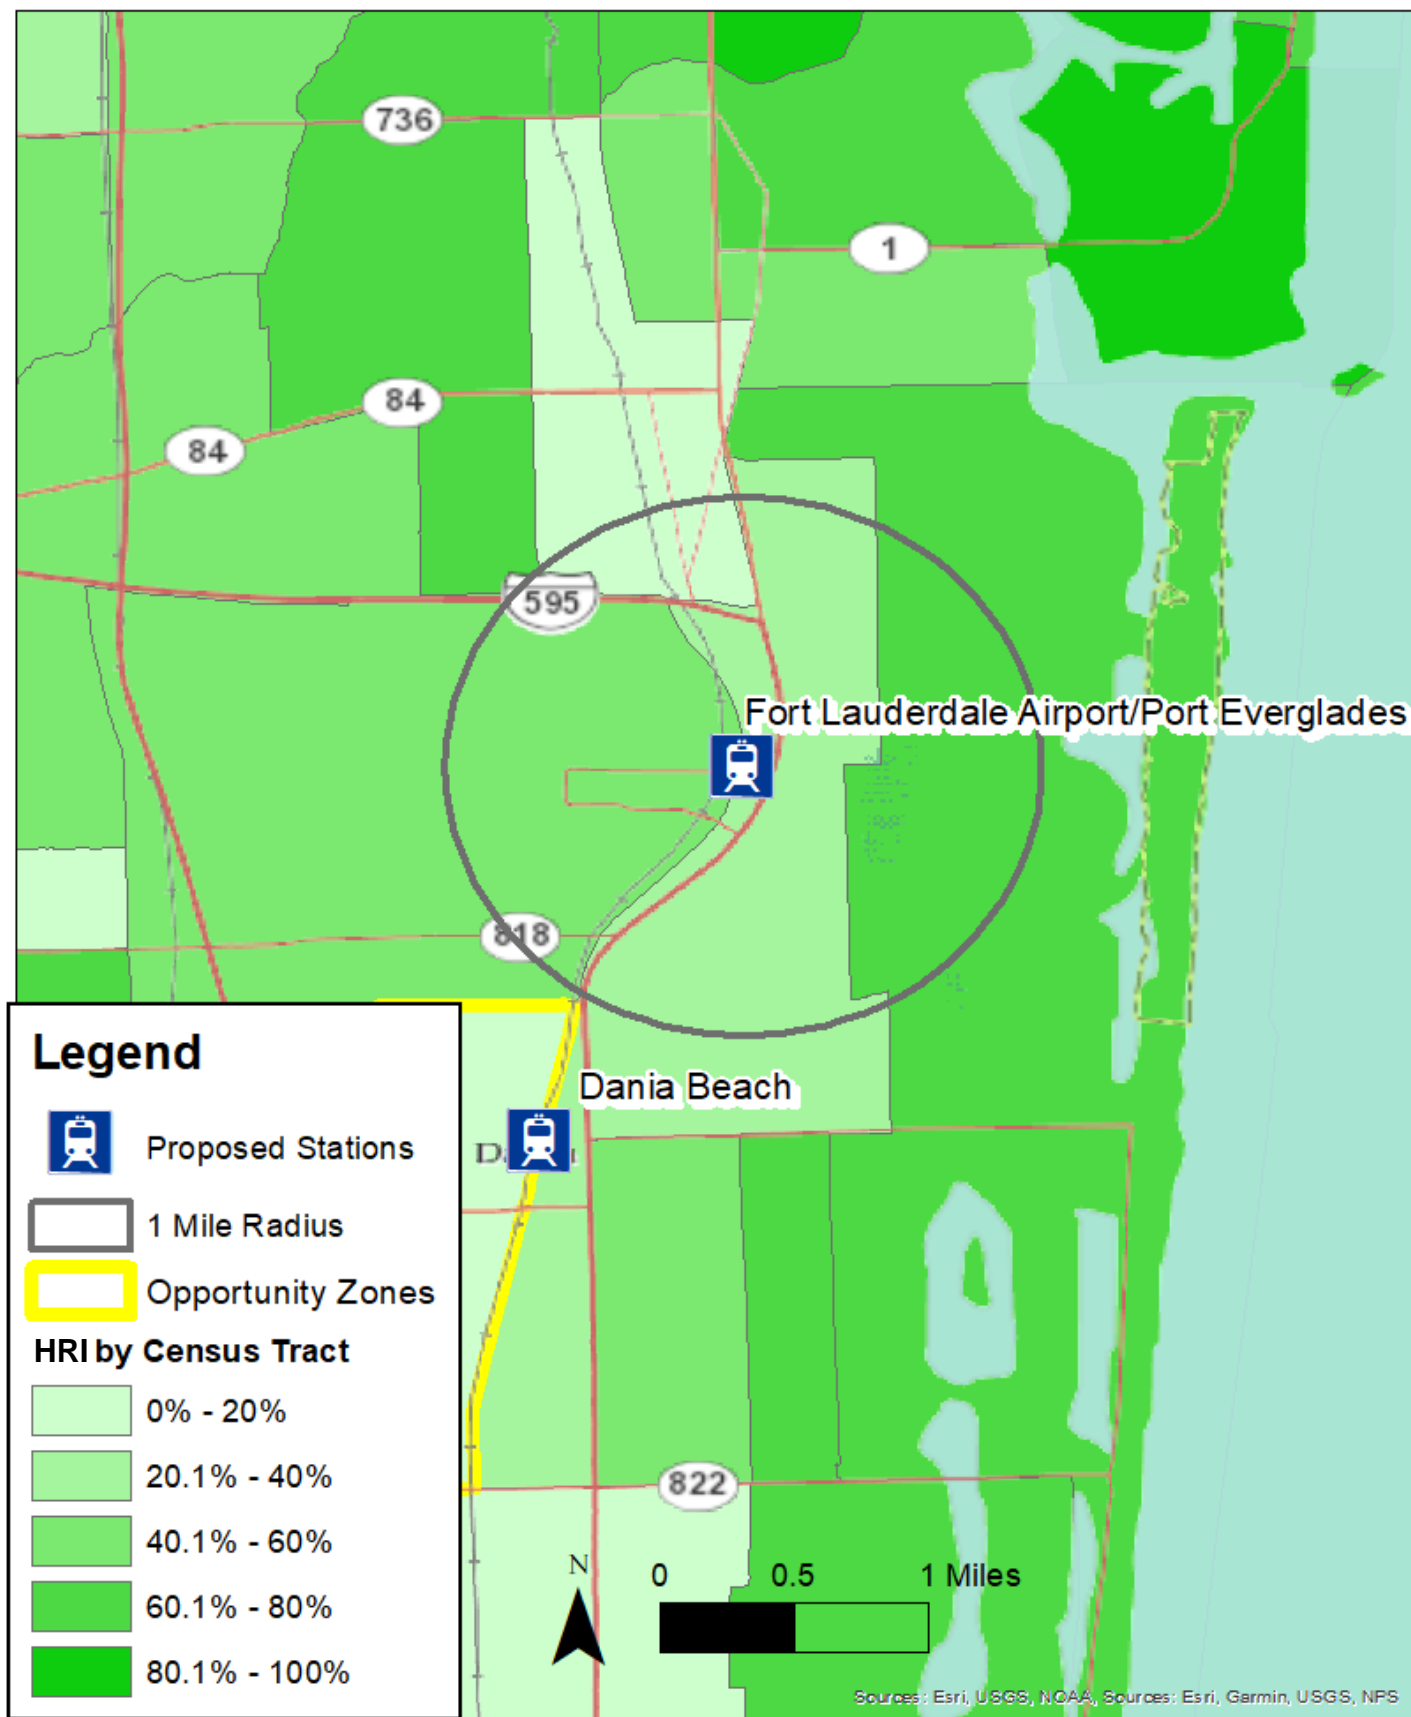 736
1
84
84
595
Fort Lauderdale Airport/Port Everglades
818
Legend
Proposed Stations
1 Mile Radius
Opportunity Zones
HRI by Census Tract
0% - 20%
20.1% - 40%
40.1% - 60%
60.1% - 80%
80.1% - 100%
Dania Beach
822
N
0 0.5 1 Miles
Sources: Esri, USGS, NOAA, Sources: Esri, Garmin, USGS, NPS